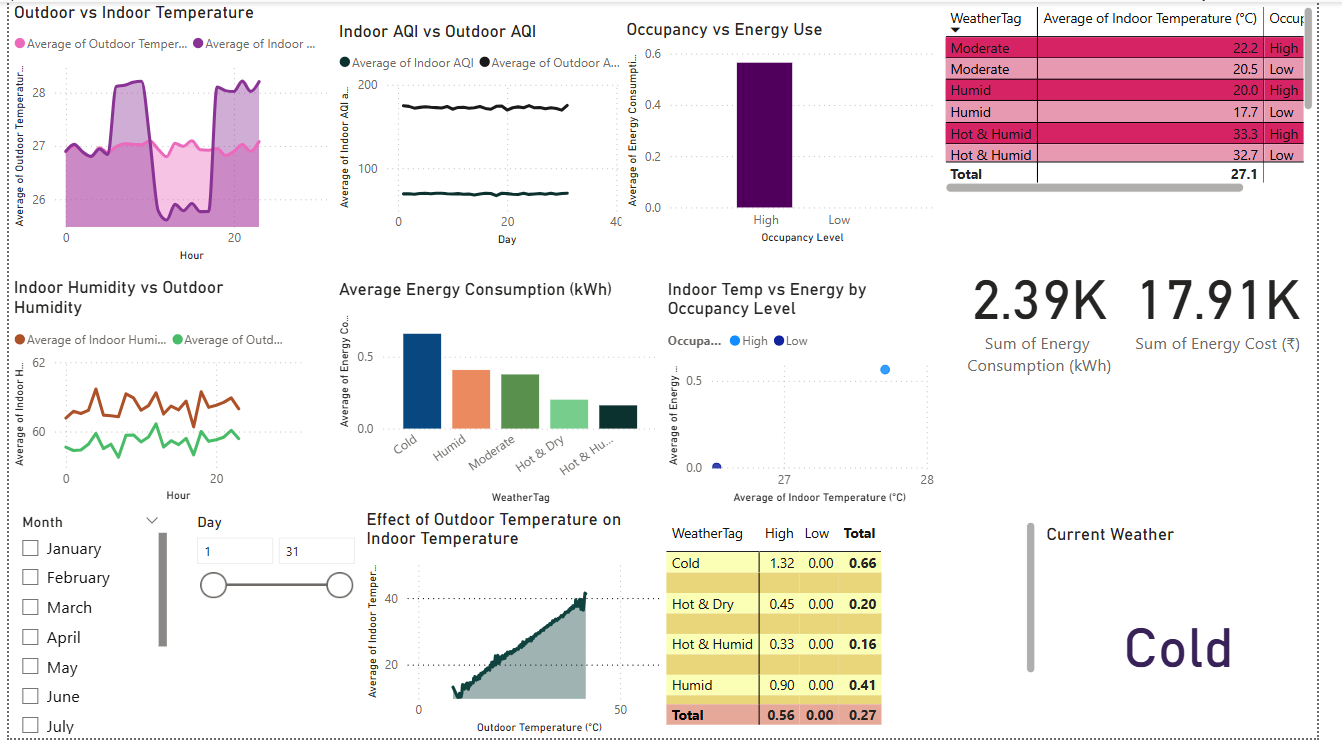 Outdoor vs Indoor Temperature
Average of Outdoor Temper... Average of Indoor ...
Average of Outdoor Temperatur...
28
27
26
0 20
Hour
Indoor AQI vs Outdoor AQI
Average of Indoor AQI Average of Outdoor A...
Average of Indoor AQI a...
200
100
0 20 40
Day
Occupancy vs Energy Use
Average of Energy Consumpti...
0.6
0.4
0.2
0.0
High Low
Occupancy Level
WeatherTag Average of Indoor Temperature (°C) Occup
Moderate 22.2 High
Moderate 20.5 Low
Humid 20.0 High
Humid 17.7 Low
Hot & Humid 33.3 High
Hot & Humid 32.7 Low
Total 27.1
Indoor Humidity vs Outdoor
Humidity
Average of Indoor Humi... Average of Outd...
Average of Indoor H...
62
60
0 20
Hour
Average Energy Consumption (kWh)
Average of Energy Co...
0.5
0.0
Cold Humid Moderate Hot & Dry Hot & Hu...
WeatherTag
Indoor Temp vs Energy by
Occupancy Level
Occupa... High Low
Average of Energy ...
0.5
0.0
27 28
Average of Indoor Temperature (°C)
2.39K
Sum of Energy
Consumption (kWh)
17.91K
Sum of Energy Cost (₹)
Month
January
February
March
April
May
June
July
Day
1 31
Effect of Outdoor Temperature on
Indoor Temperature
Average of Indoor Temper...
40
20
0 50
Outdoor Temperature (°C)
WeatherTag High Low Total
Cold 1.32 0.00 0.66
Hot & Dry 0.45 0.00 0.20
Hot & Humid 0.33 0.00 0.16
Humid 0.90 0.00 0.41
Total 0.56 0.00 0.27
Current Weather
Cold